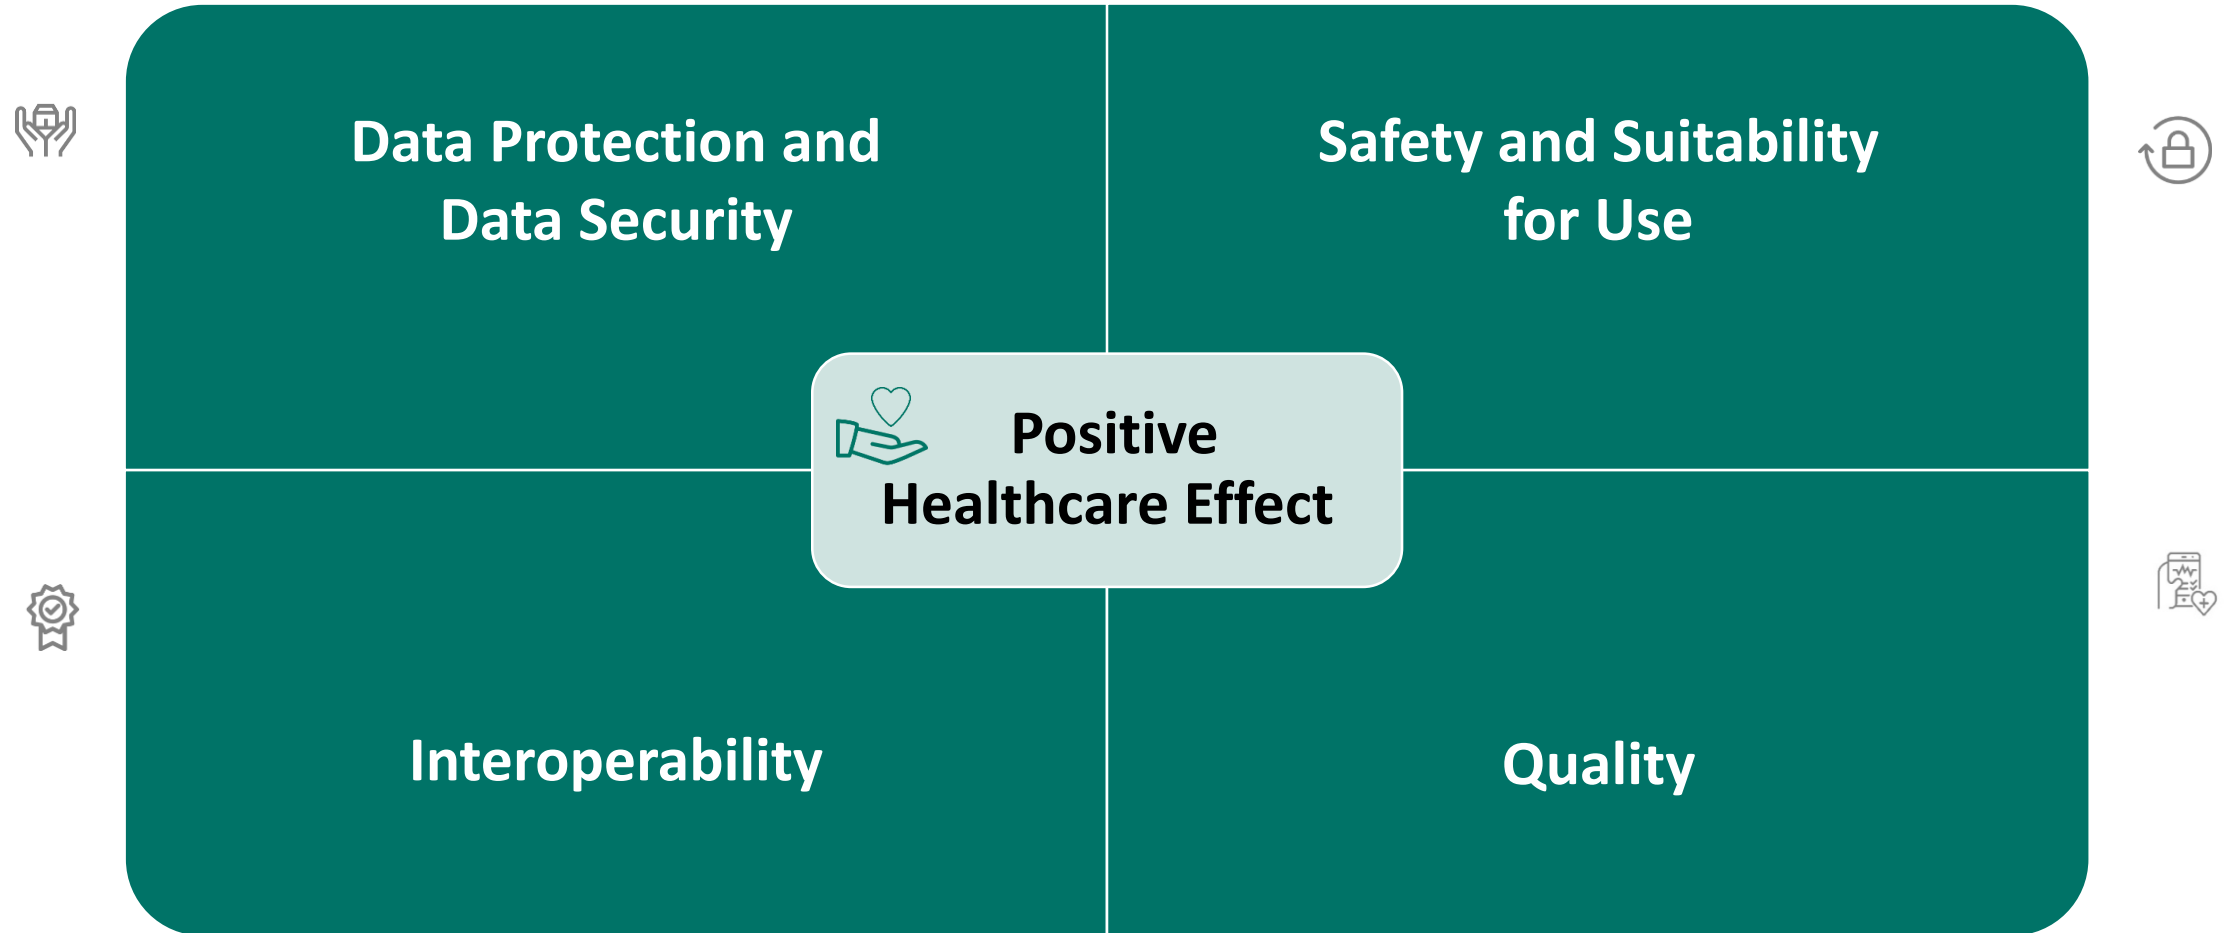 Data Protection and
Data Security
Safety and Suitability
for Use
Positive
Healthcare Effect
Interoperability
Quality